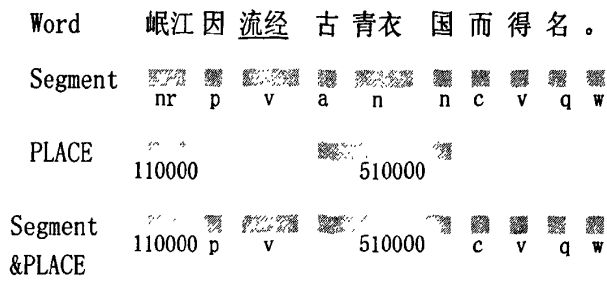 Word 岷江 因 流经 古 青衣 国 而 得 名 。
Segment
nr p v a n n c v q w
PLACE
110000 510000
Segment
110000 p v 510000 c v q w
&PLACE